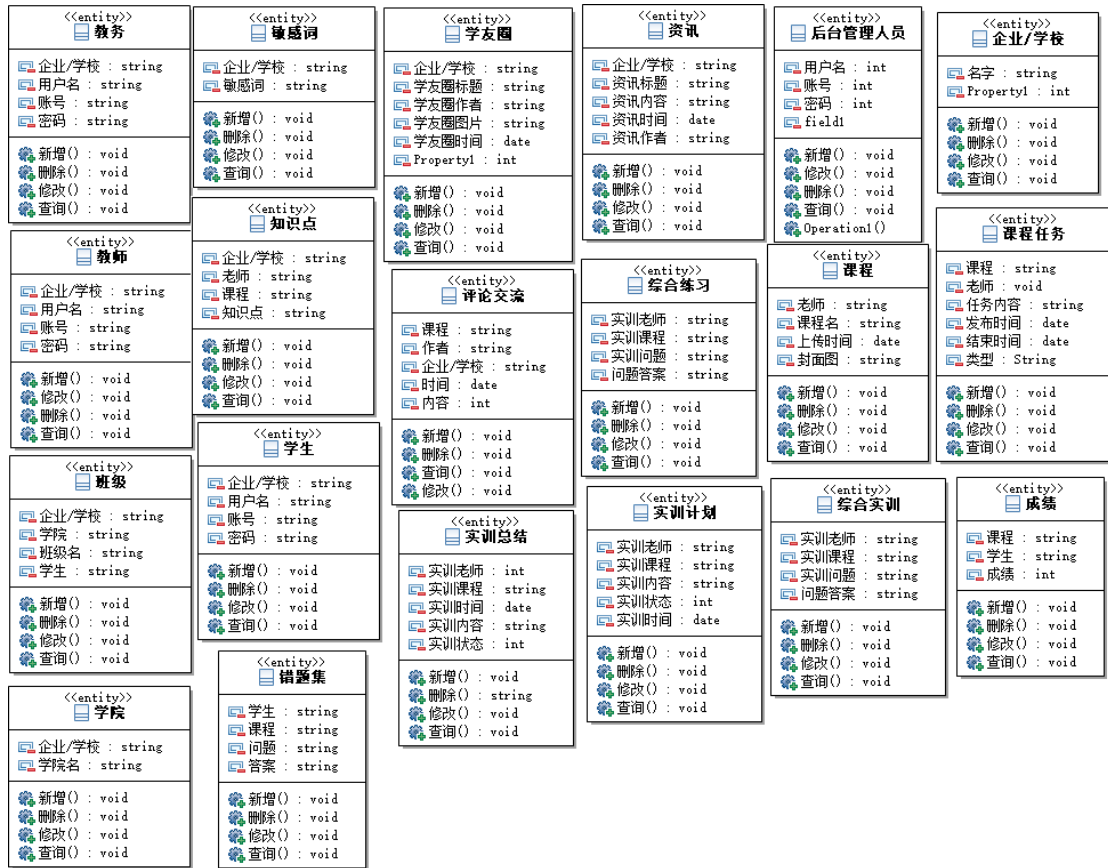 <<entity>>
教务
企业/学校 : string
用户名 : string
账号 : string
密码 : string
新增() : void
删除() : void
修改() : void
查询() : void
<<entity>>
敏感词
企业/学校 : string
敏感词 : string
新增() : void
删除() : void
修改() : void
查询() : void
<<entity>>
学友圈
企业/学校 : string
学友圈标题 : string
学友圈作者 : string
学友圈图片 : string
学友圈时间 : date
Property1 : int
新增() : void
删除() : void
修改() : void
查询() : void
<<entity>>
资讯
企业/学校 : string
资讯标题 : string
资讯内容 : string
资讯时间 : date
资讯作者 : string
新增() : void
删除() : void
修改() : void
查询() : void
<<entity>>
后台管理人员
用户名 : int
账号 : int
密码 : int
field1
新增() : void
修改() : void
删除() : void
查询() : void
Operation1()
<<entity>>
企业/学校
名字 : string
Property1 : int
新增() : void
删除() : void
修改() : void
查询() : void
<<entity>>
教师
企业/学校 : string
用户名 : string
账号 : string
密码 : string
新增() : void
修改() : void
删除() : void
查询() : void
<<entity>>
知识点
企业/学校 : string
老师 : string
课程 : string
知识点 : string
新增() : void
删除() : void
修改() : void
查询() : void
<<entity>>
评论交流
课程 : string
作者 : string
企业/学校 : string
时间 : date
内容 : int
新增() : void
删除() : void
查询() : void
修改() : void
<<entity>>
综合练习
实训老师 : string
实训课程 : string
实训问题 : string
问题答案 : string
新增() : void
删除() : void
修改() : void
查询() : void
<<entity>>
课程
老师 : string
课程名 : string
上传时间 : date
封面图 : string
新增() : void
删除() : void
修改() : void
查询() : void
<<entity>>
课程任务
课程 : string
老师 : void
任务内容 : string
发布时间 : date
结束时间 : date
类型 : String
新增() : void
删除() : void
修改() : void
查询() : void
<<entity>>
班级
企业/学校 : string
学院 : string
班级名 : string
学生 : string
新增() : void
删除() : void
修改() : void
查询() : void
<<entity>>
学生
企业/学校 : string
用户名 : string
账号 : string
密码 : string
新增() : void
删除() : void
修改() : void
查询() : void
<<entity>>
实训总结
实训老师 : int
实训课程 : string
实训时间 : date
实训内容 : string
实训状态 : int
新增() : void
删除() : string
修改() : void
查询() : void
<<entity>>
实训计划
实训老师 : string
实训课程 : string
实训内容 : string
实训状态 : int
实训时间 : date
新增() : void
删除() : void
修改() : void
查询() : void
<<entity>>
综合实训
实训老师 : string
实训课程 : string
实训问题 : string
问题答案 : string
新增() : void
删除() : void
修改() : void
查询() : void
<<entity>>
成绩
课程 : string
学生 : string
成绩 : int
新增() : void
删除() : void
修改() : void
查询() : void
<<entity>>
学院
企业/学校 : string
学院名 : string
新增() : void
删除() : void
修改() : void
查询() : void
<<entity>>
错题集
学生 : string
课程 : string
问题 : string
答案 : string
新增() : void
删除() : void
修改() : void
查询() : void